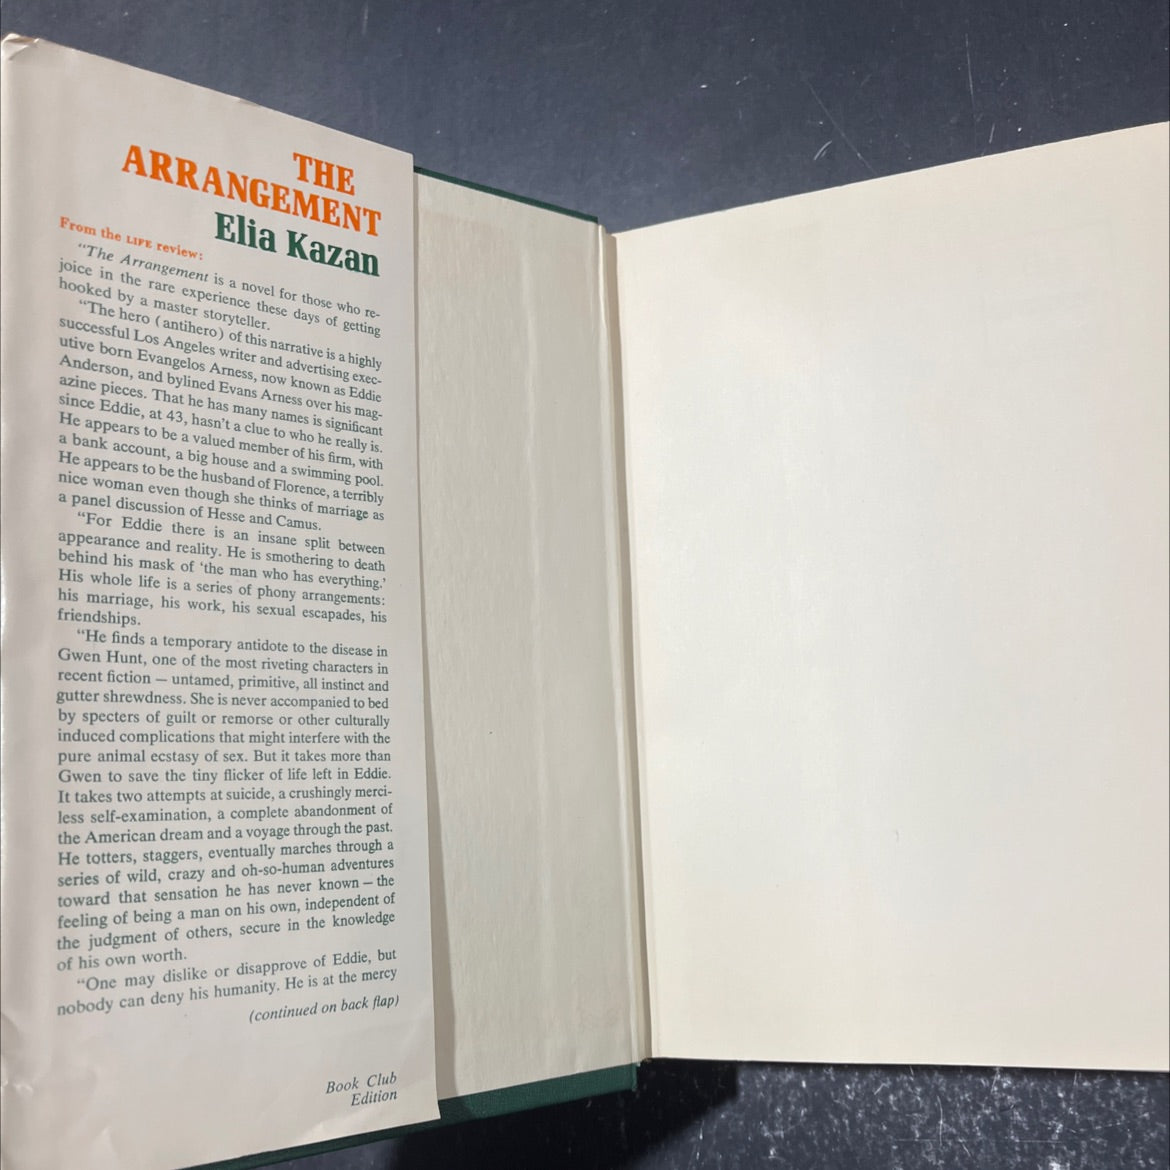 THE
ARRANGEMENT
Elia Kazan
From the LIFE review:
"The Arrangement is a novel for those who re-
joice in the rare experience these days of getting
hooked by a master storyteller.
"The hero (antihero) of this narrative is a highly
successful Los Angeles writer and advertising exec-
utive born Evangelos Arness, now known as Eddie
Anderson, and bylined Evans Arness over his mag-
azine pieces. That he has many names is significant
since Eddie, at 43, hasn't a clue to who he really is.
He appears to be a valued member of his firm, with
a bank account, a big house and a swimming pool.
He appears to be the husband of Florence, a terribly
nice woman even though she thinks of marriage as
a panel discussion of Hesse and Camus.
"For Eddie there is an insane split between
appearance and reality. He is smothering to death
behind his mask of 'the man who has everything.'
His whole life is a series of phony arrangements:
his marriage, his work, his sexual escapades, his
friendships.
"He finds a temporary antidote to the disease in
Gwen Hunt, one of the most riveting characters in
recent fiction — untamed, primitive, all instinct and
gutter shrewdness. She is never accompanied to bed
by specters of guilt or remorse or other culturally
induced complications that might interfere with the
pure animal ecstasy of sex. But it takes more than
Gwen to save the tiny flicker of life left in Eddie.
It takes two attempts at suicide, a crushingly merci-
less self-examination, a complete abandonment of
the American dream and a voyage through the past.
He totters, staggers, eventually marches through a
series of wild, crazy and oh-so-human adventures
toward that sensation he has never known — the
feeling of being a man on his own, independent of
the judgment of others, secure in the knowledge
of his own worth.
"One may dislike or disapprove of Eddie, but
nobody can deny his humanity. He is at the mercy
(continued on back flap)
Book Club
Edition